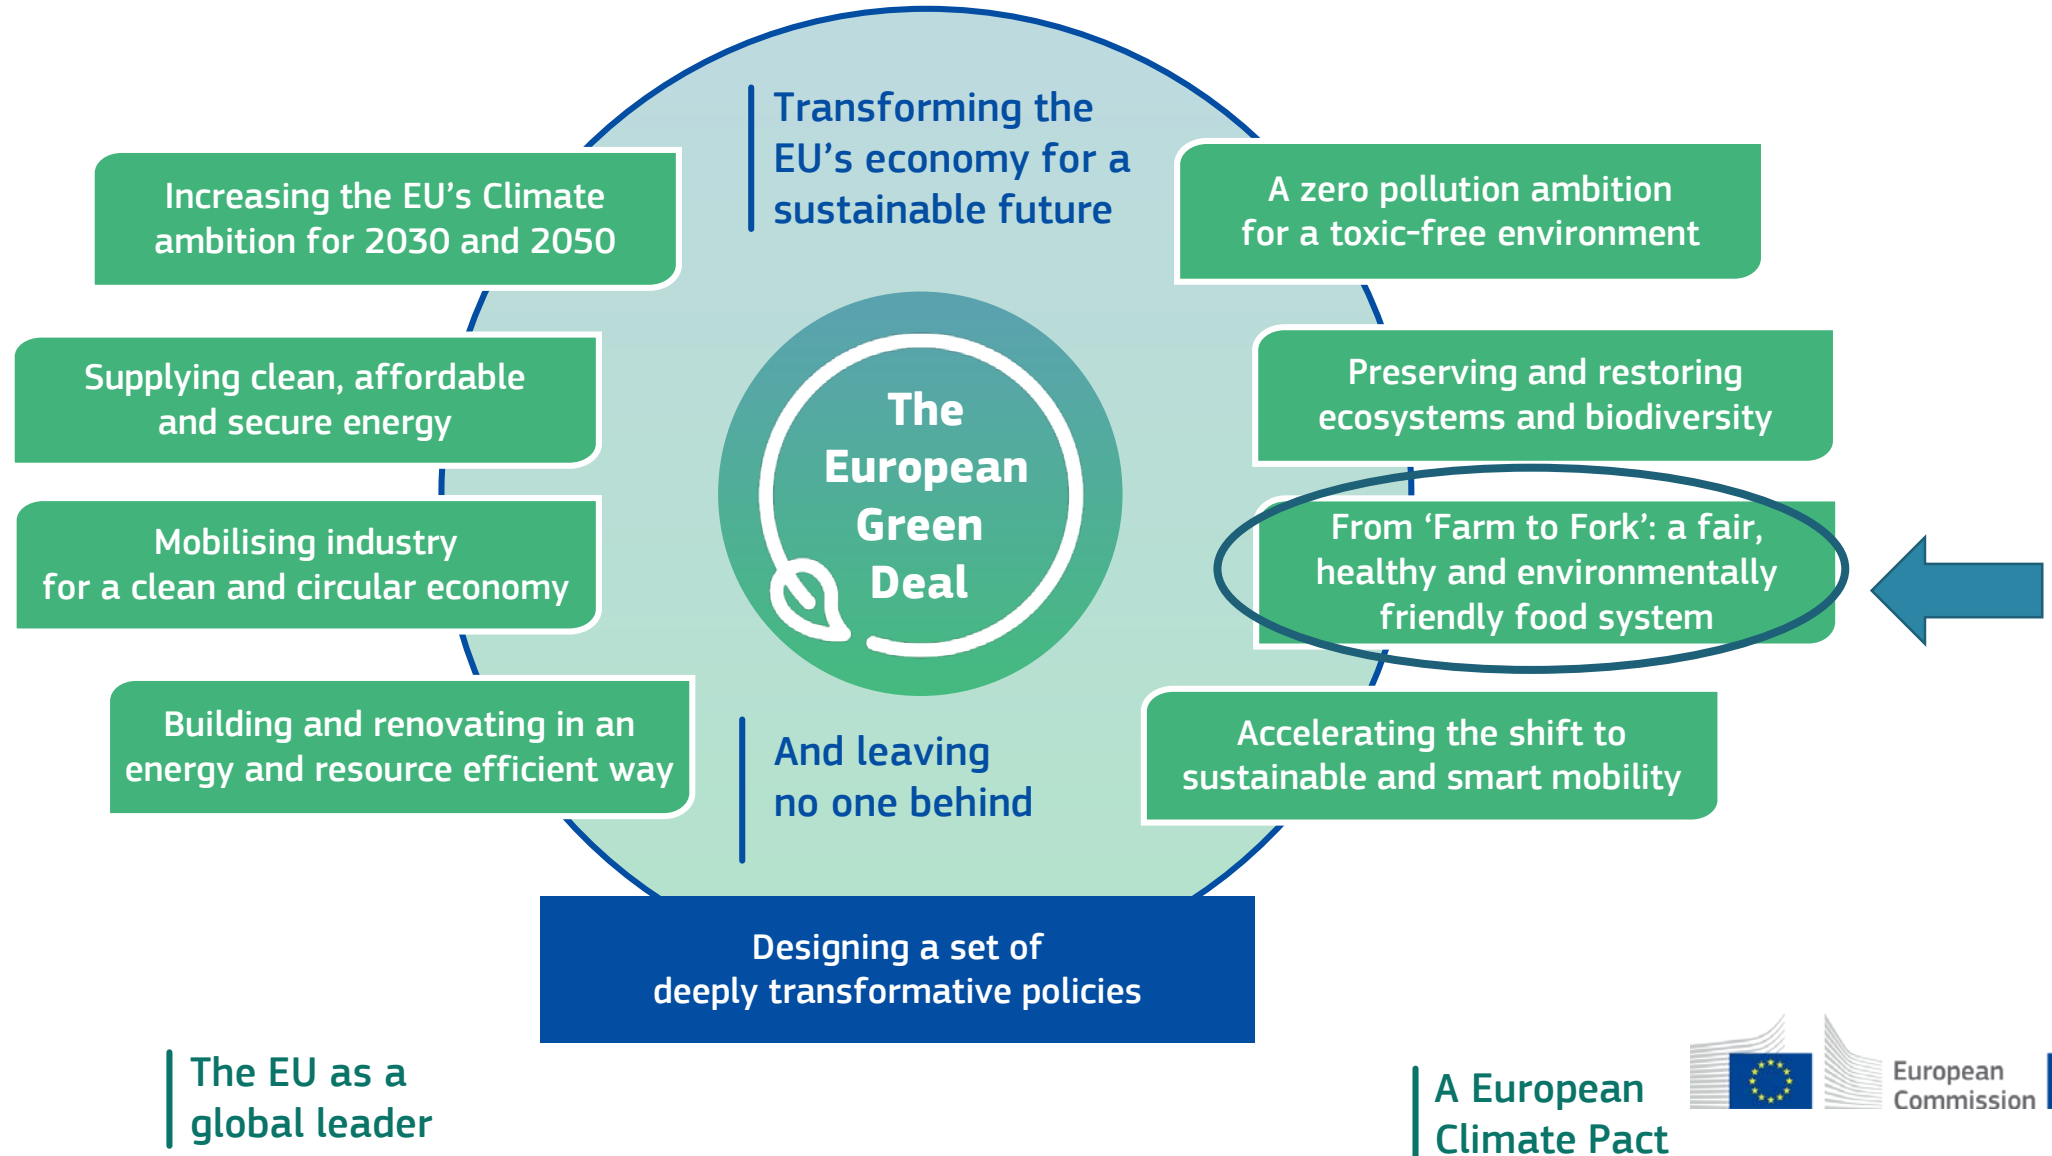 Transforming the
EU’s economy for a
sustainable future
Increasing the EU’s Climate
ambition for 2030 and 2050
A zero pollution ambition
for a toxic-free environment
Supplying clean, affordable
and secure energy
Preserving and restoring
ecosystems and biodiversity
The
European
Green
Deal
Mobilising industry
for a clean and circular economy
From ‘Farm to Fork’: a fair,
healthy and environmentally
friendly food system
Building and renovating in an
energy and resource efficient way
And leaving
no one behind
Accelerating the shift to
sustainable and smart mobility
Designing a set of
deeply transformative policies
The EU as a
global leader
A European
Climate Pact
European
Commission